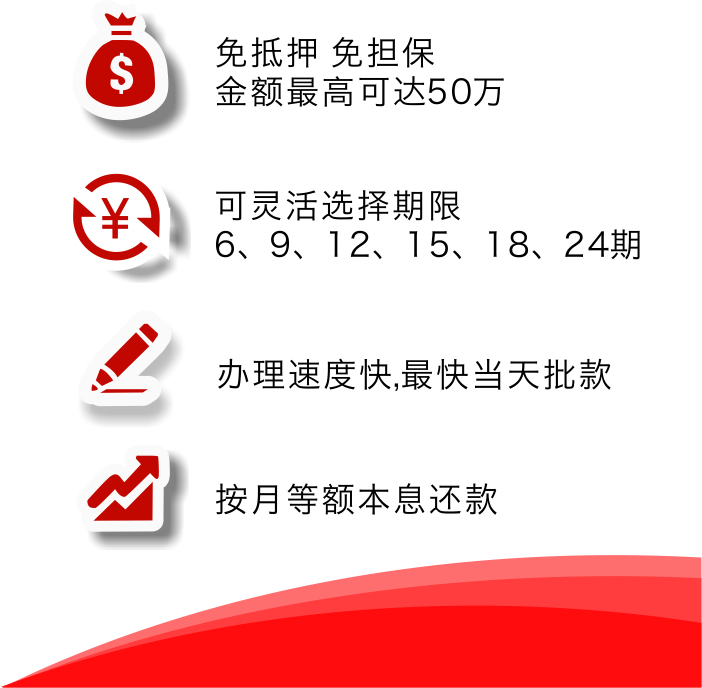 免抵押 免担保
金额最高可达50万
可灵活选择期限
6、9、12、15、18、24期
办理速度快,最快当天批款
按月等额本息还款